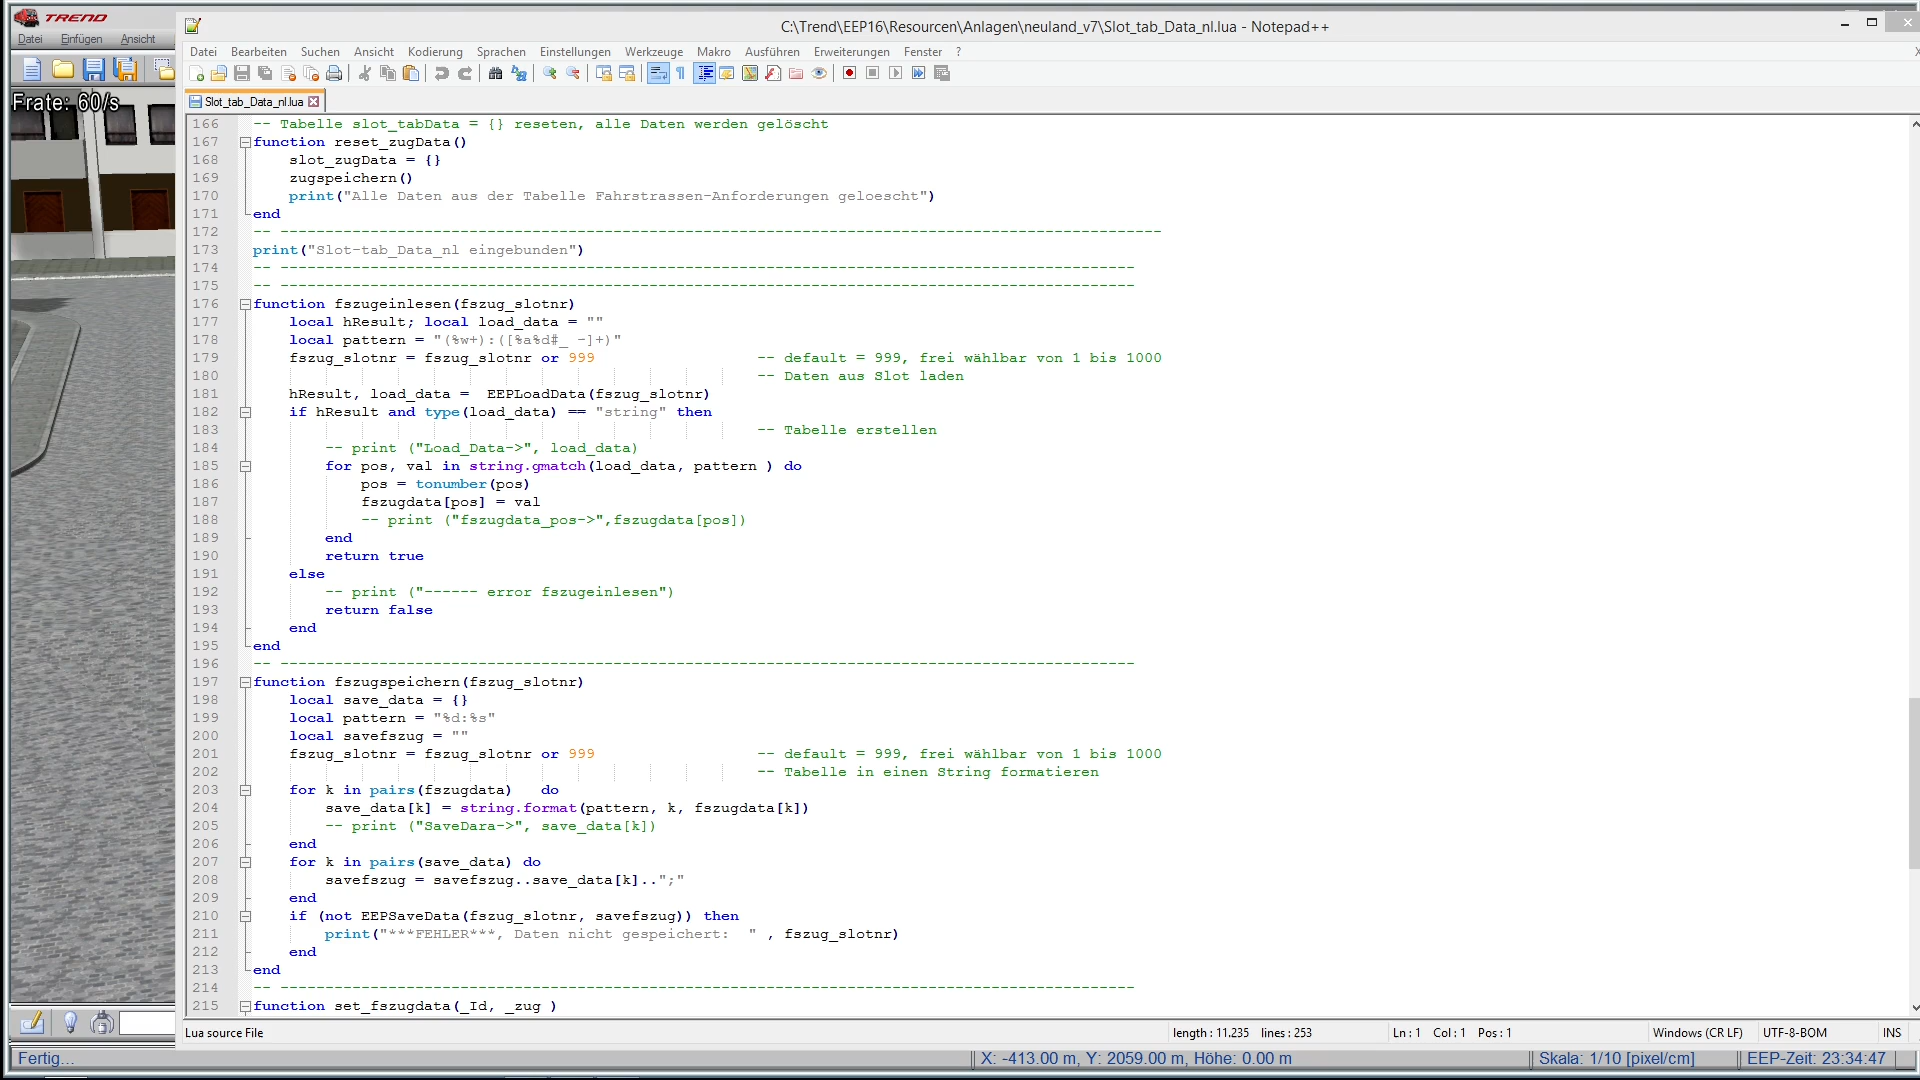 TREND
Datei Einfügen Ansicht
Frate: 60/s
C:\Trend\EEP16\Resourcen\Anlagen\neuland_v7\Slot_tab_Data_nl.lua - Notepad++
Datei Bearbeiten Suchen Ansicht Kodierung Sprachen Einstellungen Werkzeuge Makro Ausführen Erweiterungen Fenster ?
Slot_tab_Data_nl.lua
166 -- Tabelle slot_tabData = {} reseten, alle Daten werden gelöscht
167 function reset_zugData()
168 slot_zugData = {}
169 zugspeichern()
170 print("Alle Daten aus der Tabelle Fahrstrassen-Anforderungen geloescht")
171 end
172 -- --------------------------------------------------------------------------------------------------
173 print("Slot-tab_Data_nl eingebunden")
174 -- -----------------------------------------------------------------------------------------------
175 -- -----------------------------------------------------------------------------------------------
176 function fszugeinlesen(fszug_slotnr)
177 local hResult; local load_data = ""
178 local pattern = "(%w+):([%a%d#_ -]+)"
179 fszug_slotnr = fszug_slotnr or 999 -- default = 999, frei wählbar von 1 bis 1000
180 -- Daten aus Slot laden
181 hResult, load_data = EEPLoadData(fszug_slotnr)
182 if hResult and type(load_data) == "string" then
183 -- Tabelle erstellen
184 -- print ("Load_Data->", load_data)
185 for pos, val in string.gmatch(load_data, pattern ) do
186 pos = tonumber(pos)
187 fszugdata[pos] = val
188 -- print ("fszugdata_pos->",fszugdata[pos])
189 end
190 return true
191 else
192 -- print ("------ error fszugeinlesen")
193 return false
194 end
195 end
196 -- -----------------------------------------------------------------------------------------------
197 function fszugspeichern(fszug_slotnr)
198 local save_data = {}
199 local pattern = "%d:%s"
200 local savefszug = ""
201 fszug_slotnr = fszug_slotnr or 999 -- default = 999, frei wählbar von 1 bis 1000
202 -- Tabelle in einen String formatieren
203 for k in pairs(fszugdata) do
204 save_data[k] = string.format(pattern, k, fszugdata[k])
205 -- print ("SaveDara->", save_data[k])
206 end
207 for k in pairs(save_data) do
208 savefszug = savefszug..save_data[k]..";"
209 end
210 if (not EEPSaveData(fszug_slotnr, savefszug)) then
211 print("***FEHLER***, Daten nicht gespeichert:  " , fszug_slotnr)
212 end
213 end
214 -- -----------------------------------------------------------------------------------------------
215 function set_fszugdata(_Id, _zug )
Lua source File length : 11.235 lines : 253 Ln : 1 Col : 1 Pos : 1 Windows (CR LF) UTF-8-BOM INS
Fertig... X: -413.00 m, Y: 2059.00 m, Höhe: 0.00 m Skala: 1/10 [pixel/cm] EEP-Zeit: 23:34:47